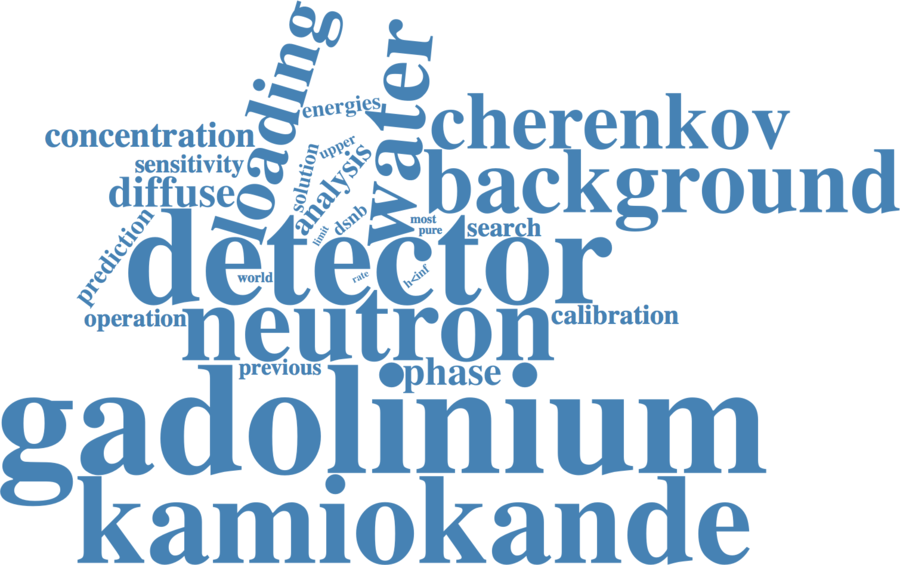 loading
water
energies
cherenkov
concentration
upper
solution
analysis
sensitivity
background
diffuse
dsnb
most
pure
search
limit
prediction
detector
world
rate
h<inf
operation
neutron
calibration
previous
phase
gadolinium
kamiokande